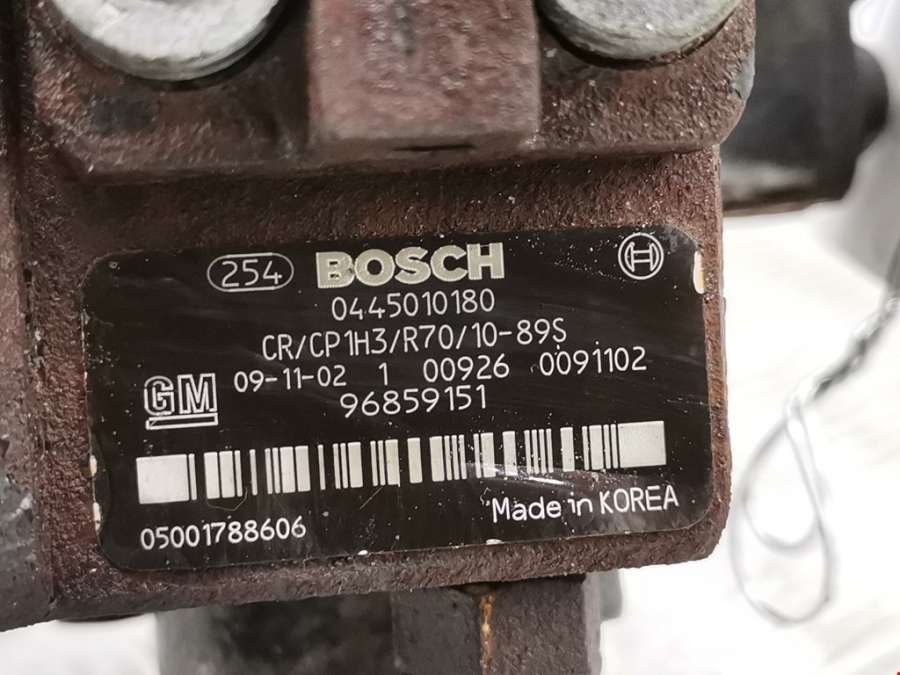 254 BOSCH
0445010180
CR/CP1H3/R70/10-89S
GM 09-11-02 1 00926 0091102
96859151
Made in KOREA
05001788606